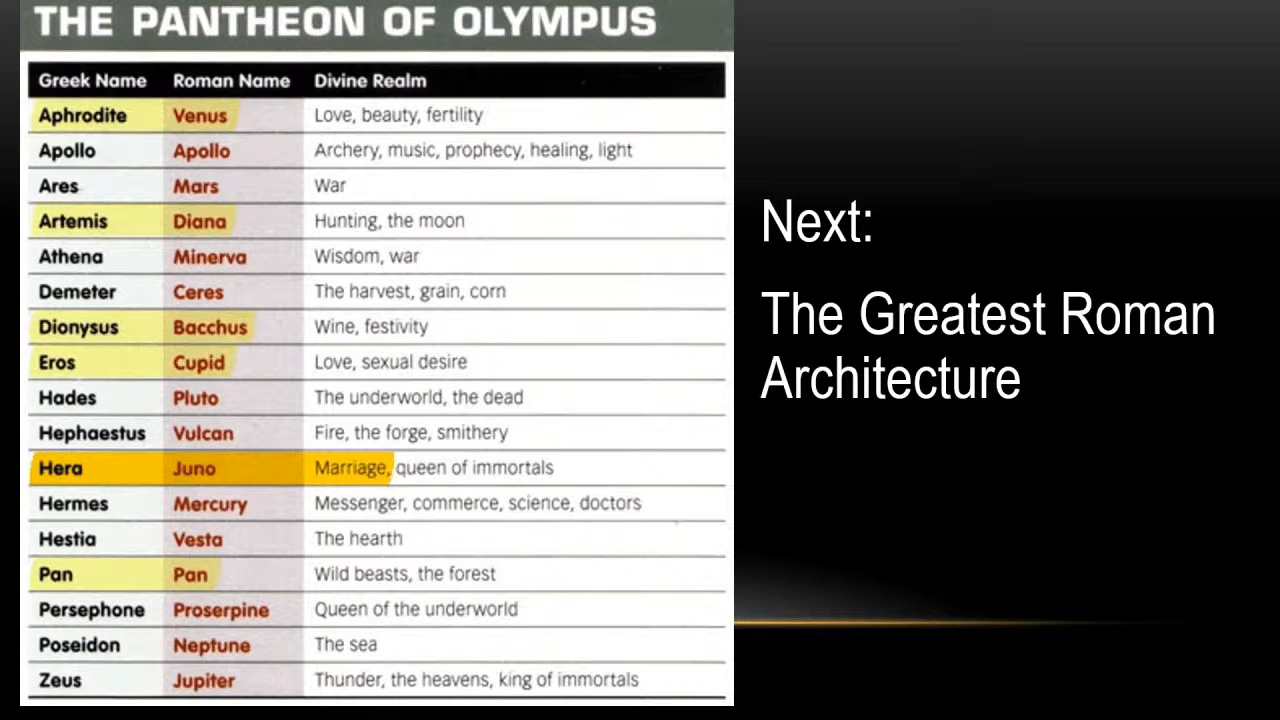 THE PANTHEON OF OLYMPUS
Greek Name Roman Name Divine Realm
Aphrodite Venus Love, beauty, fertility
Apollo Apollo Archery, music, prophecy, healing, light
Ares Mars War
Artemis Diana Hunting, the moon
Athena Minerva Wisdom, war
Demeter Ceres The harvest, grain, corn
Dionysus Bacchus Wine, festivity
Eros Cupid Love, sexual desire
Hades Pluto The underworld, the dead
Hephaestus Vulcan Fire, the forge, smithery
Hera Juno Marriage, queen of immortals
Hermes Mercury Messenger, commerce, science, doctors
Hestia Vesta The hearth
Pan Pan Wild beasts, the forest
Persephone Proserpine Queen of the underworld
Poseidon Neptune The sea
Zeus Jupiter Thunder, the heavens, king of immortals
Next:
The Greatest Roman
Architecture